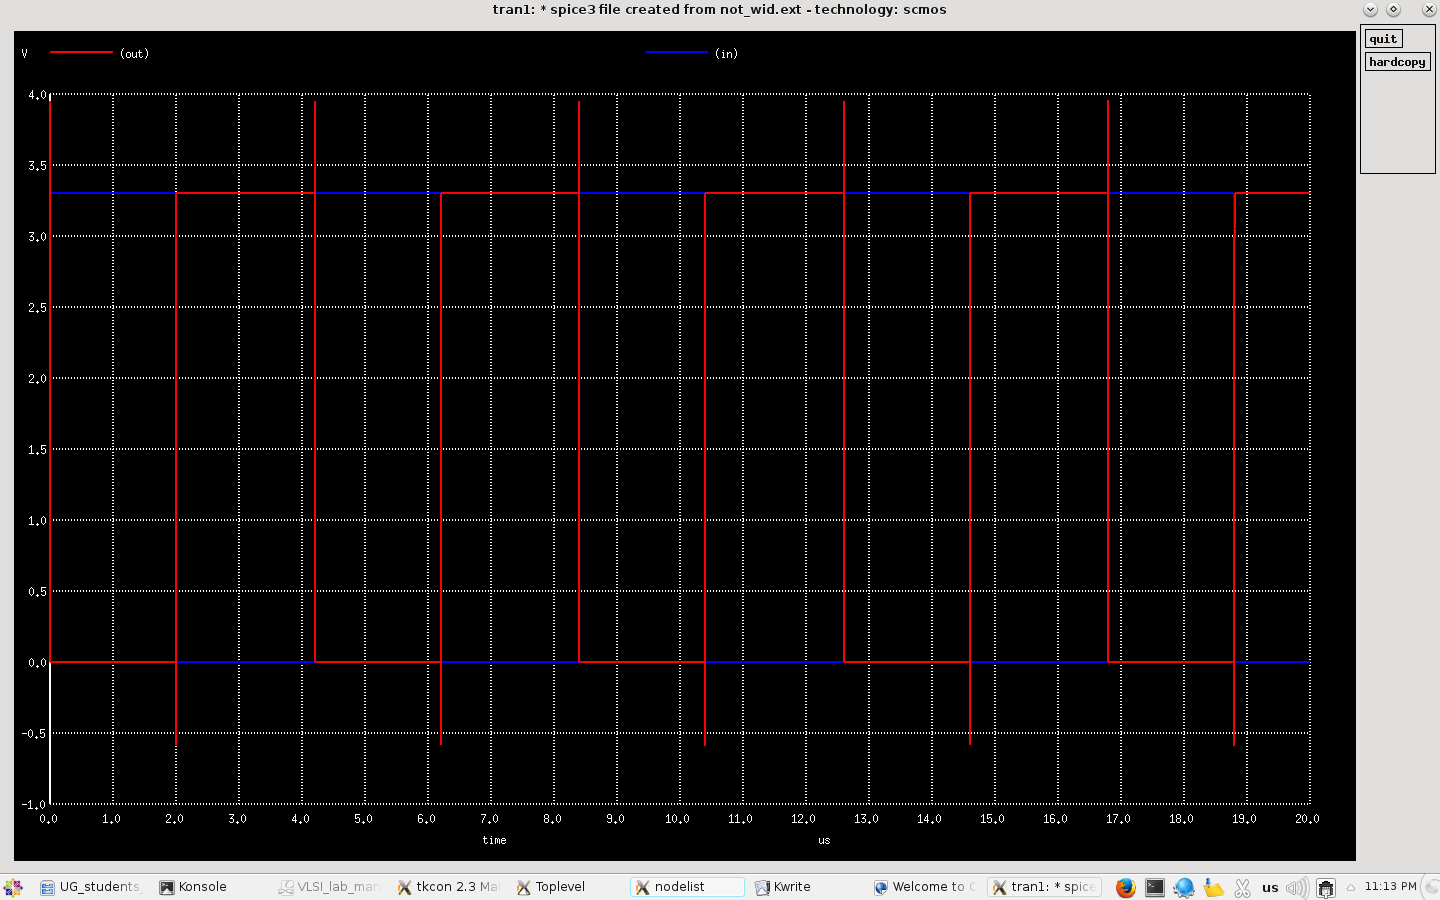 tran1: * spice3 file created from not_wid.ext - technology: scmos
quit
hardcopy
V (out) (in)
4.0
3.5
3.0
2.5
2.0
1.5
1.0
0.5
0.0
-0.5
-1.0
0.0 1.0 2.0 3.0 4.0 5.0 6.0 7.0 8.0 9.0 10.0 11.0 12.0 13.0 14.0 15.0 16.0 17.0 18.0 19.0 20.0
time us
UG_students Konsole VLSI_lab_man tkcon 2.3 Mai Toplevel nodelist Kwrite Welcome to C tran1: * spice us 11:13 PM